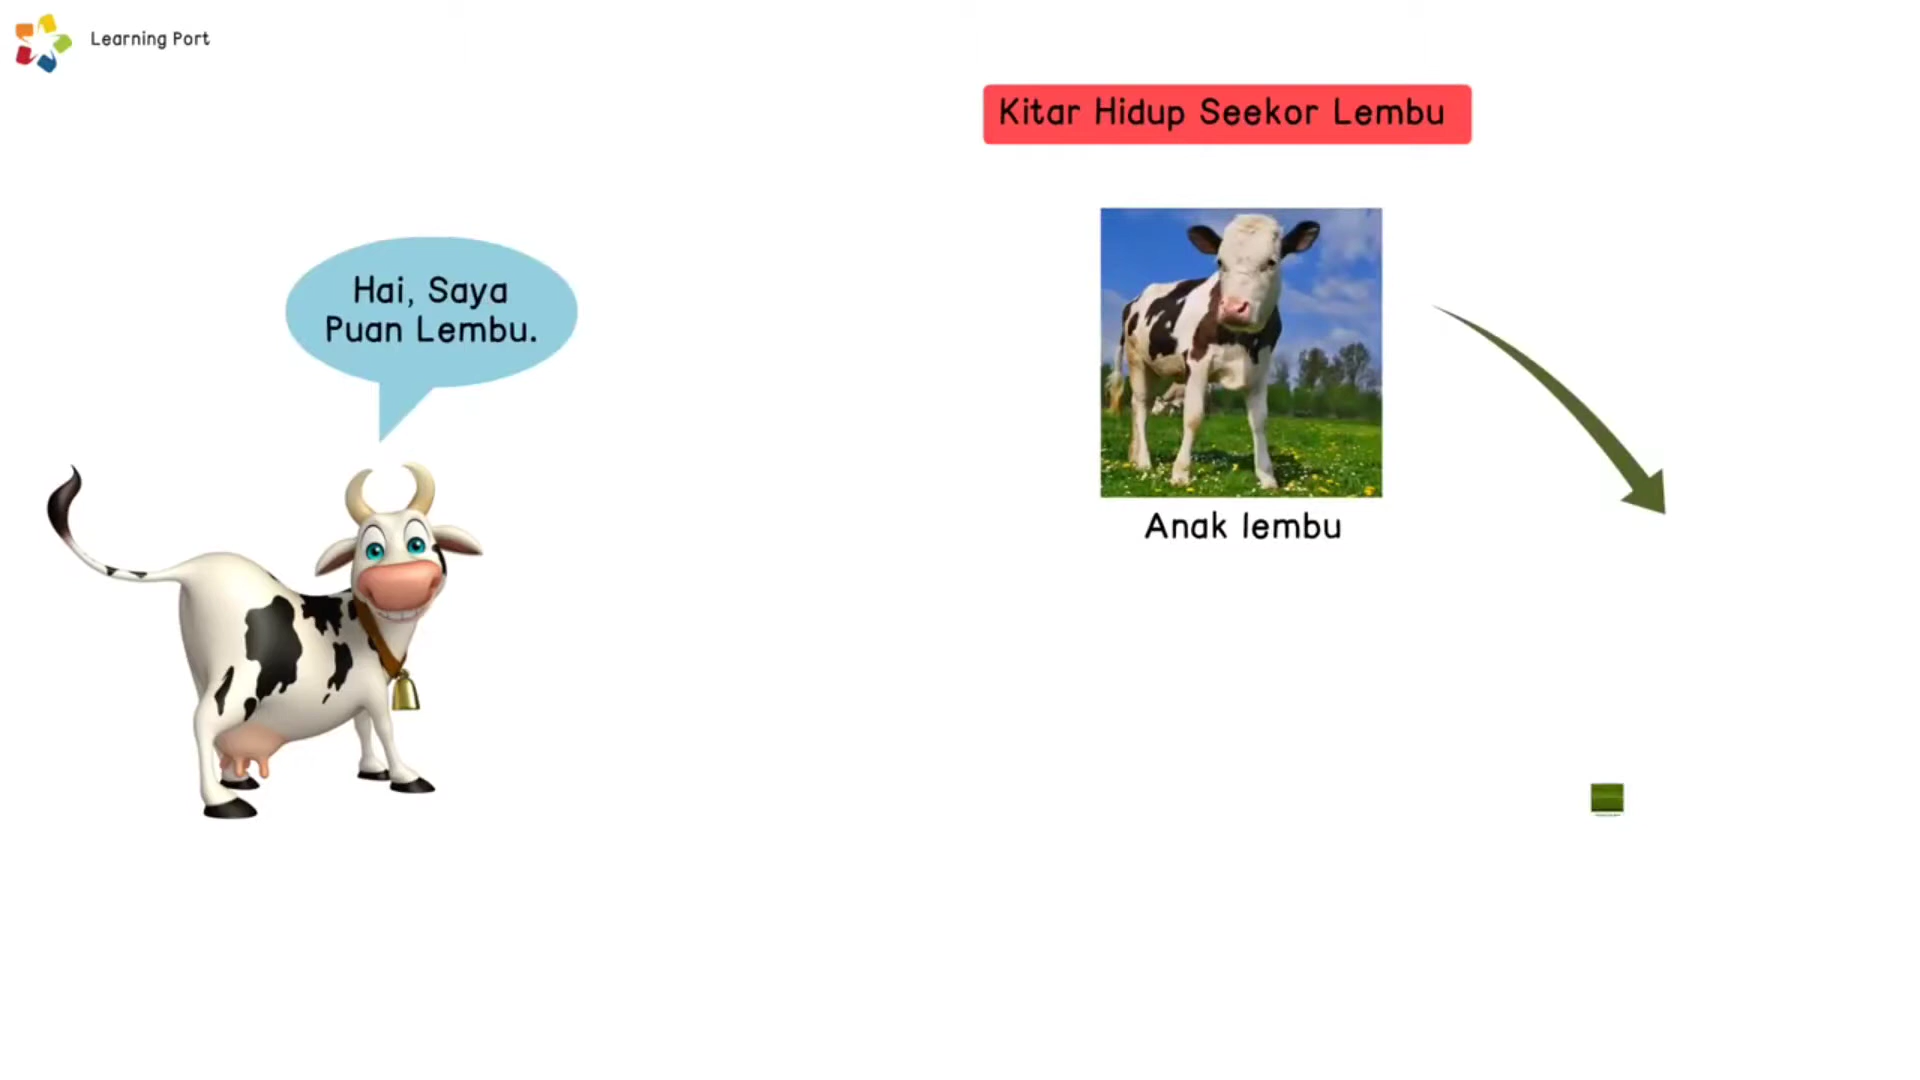 Learning Port
Kitar Hidup Seekor Lembu
Hai, Saya
Puan Lembu.
Anak lembu